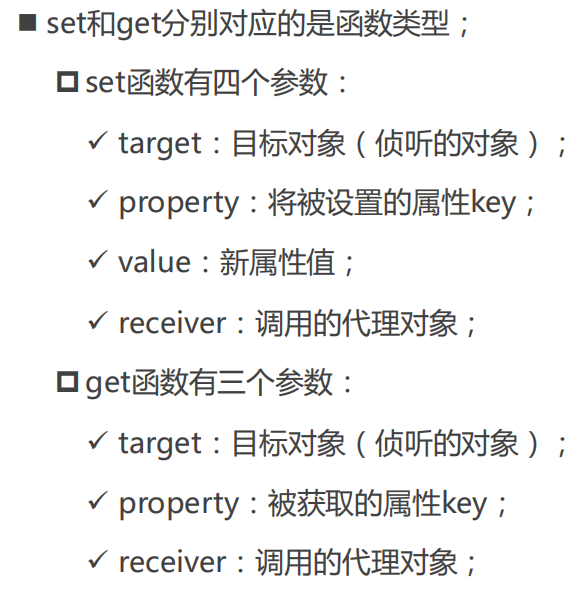 set和get分别对应的是函数类型；
set函数有四个参数：
target：目标对象（侦听的对象）；
property：将被设置的属性key；
value：新属性值；
receiver：调用的代理对象；
get函数有三个参数：
target：目标对象（侦听的对象）；
property：被获取的属性key；
receiver：调用的代理对象；